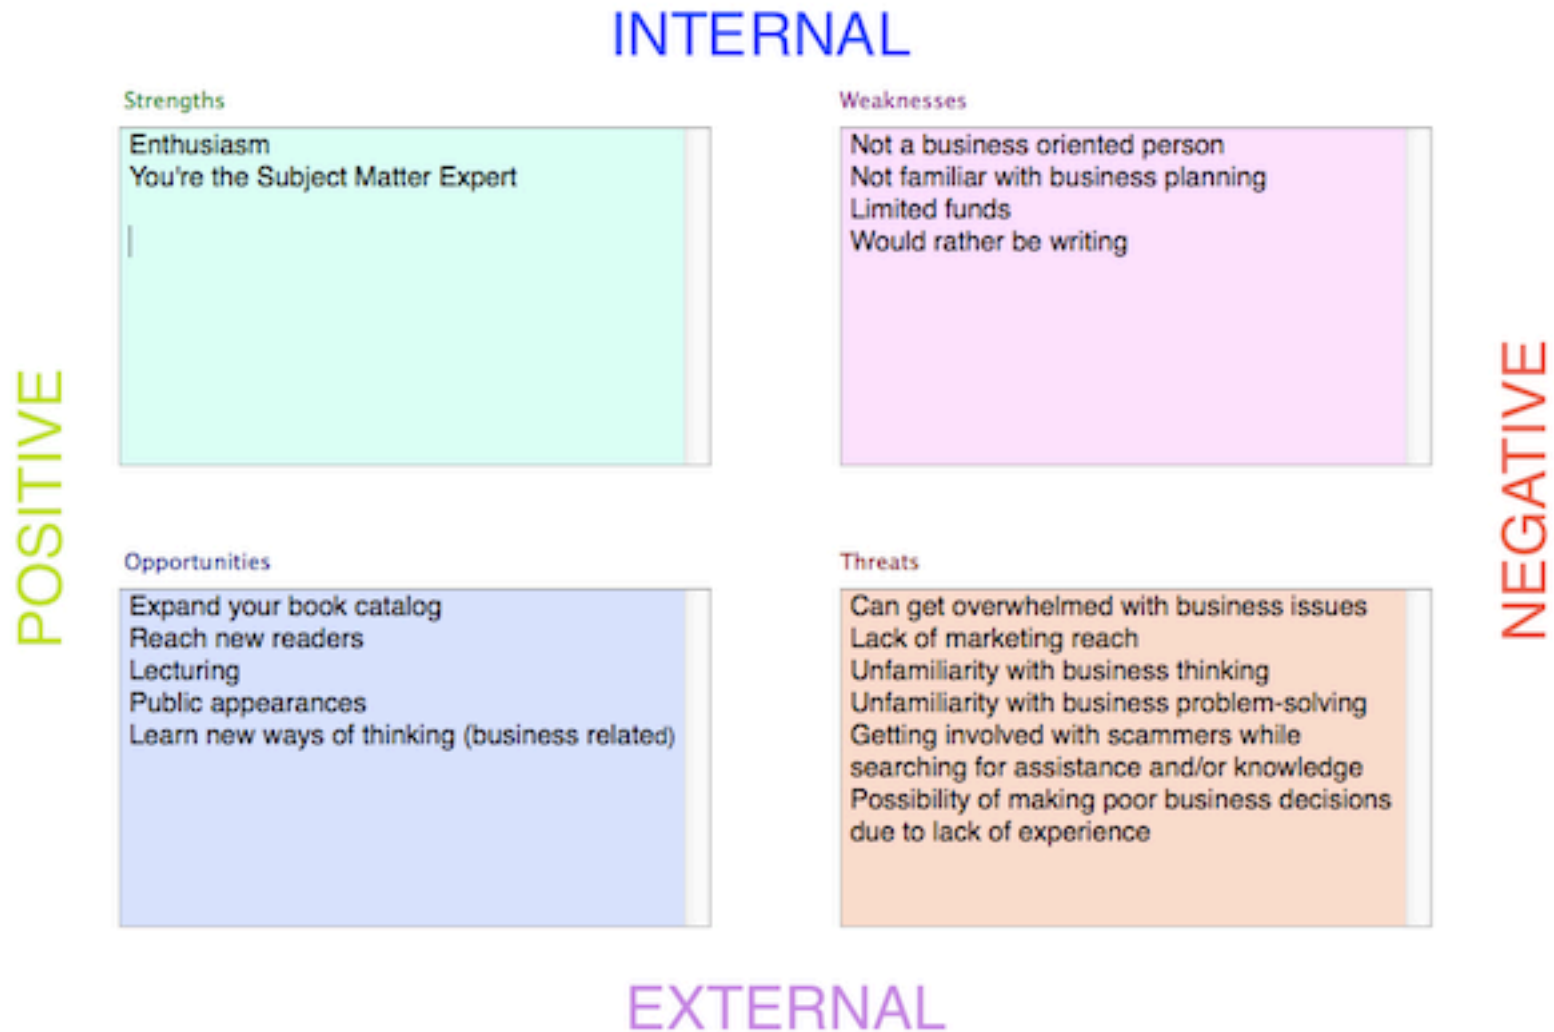 INTERNAL
Strengths
Enthusiasm
You're the Subject Matter Expert
Weaknesses
Not a business oriented person
Not familiar with business planning
Limited funds
Would rather be writing
POSITIVE
NEGATIVE
Opportunities
Expand your book catalog
Reach new readers
Lecturing
Public appearances
Learn new ways of thinking (business related)
Threats
Can get overwhelmed with business issues
Lack of marketing reach
Unfamiliarity with business thinking
Unfamiliarity with business problem-solving
Getting involved with scammers while
searching for assistance and/or knowledge
Possibility of making poor business decisions
due to lack of experience
EXTERNAL